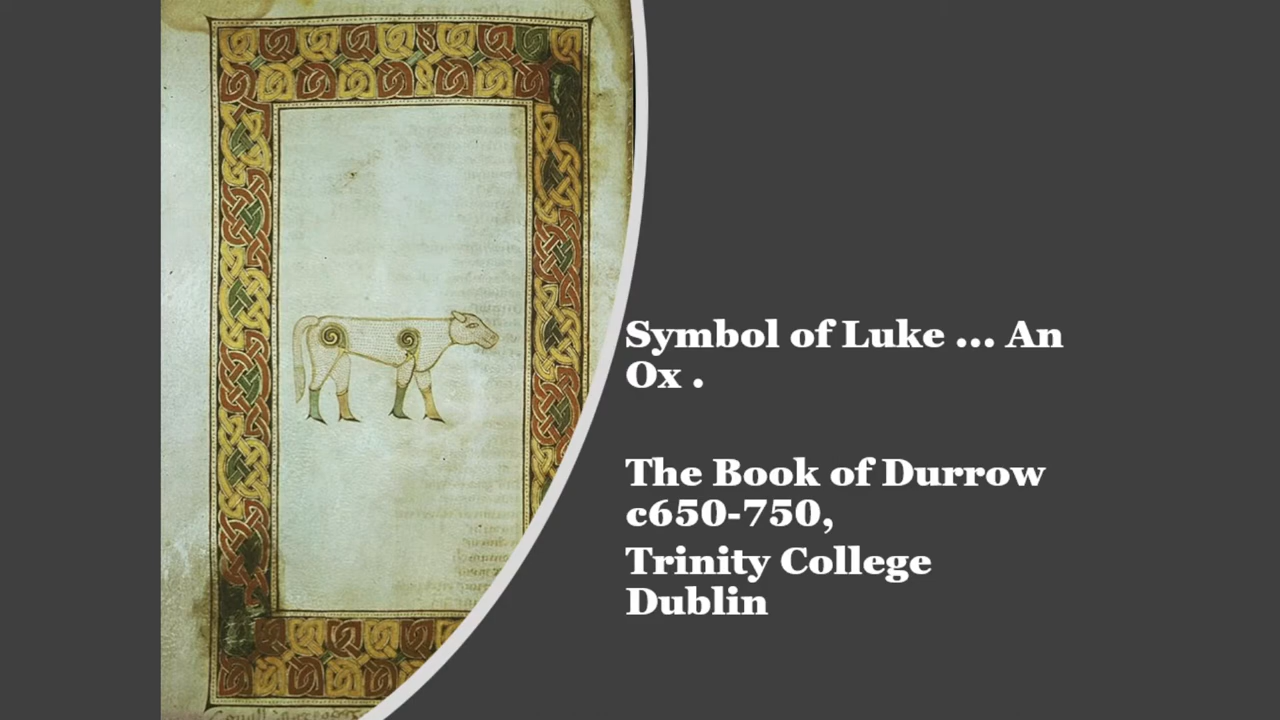 Symbol of Luke ... An
Ox .
The Book of Durrow
c650-750,
Trinity College
Dublin